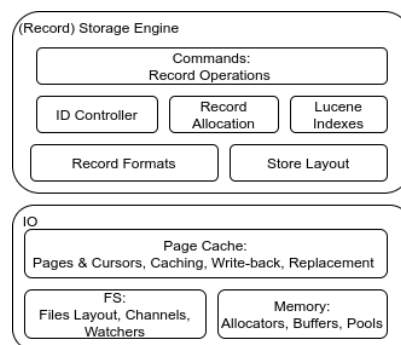 (Record) Storage Engine
Commands:
Record Operations
ID Controller
Record
Allocation
Lucene
Indexes
Record Formats
Store Layout
IO
Page Cache:
Pages & Cursors, Caching, Write-back, Replacement
FS:
Files Layout, Channels,
Watchers
Memory:
Allocators, Buffers, Pools